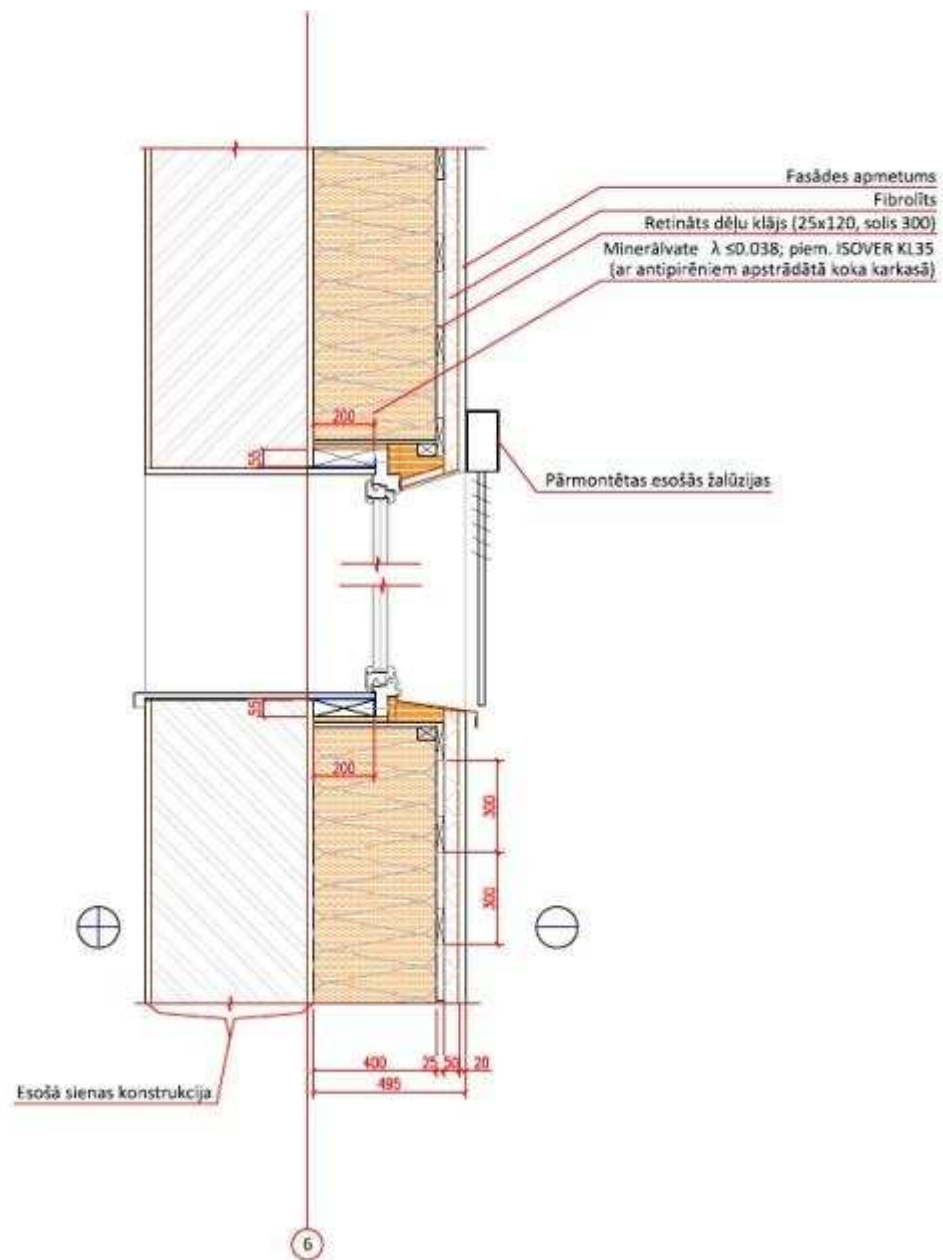 Fasādes apmetums
Fibrolīts
Retināts dēļu klājs (25x120, solis 300)
Minerālvate λ ≤0.038; piem. ISOVER KL35
(ar antipirēniem apstrādātā koka karkasā)
200
55
Pārmontētas esošās žalūzijas
55
200
300
300
400 25 50 20
495
Esošā sienas konstrukcija
6